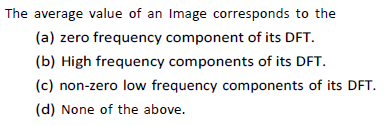 The average value of an Image corresponds to the
(a) zero frequency component of its DFT.
(b) High frequency components of its DFT.
(c) non-zero low frequency components of its DFT.
(d) None of the above.